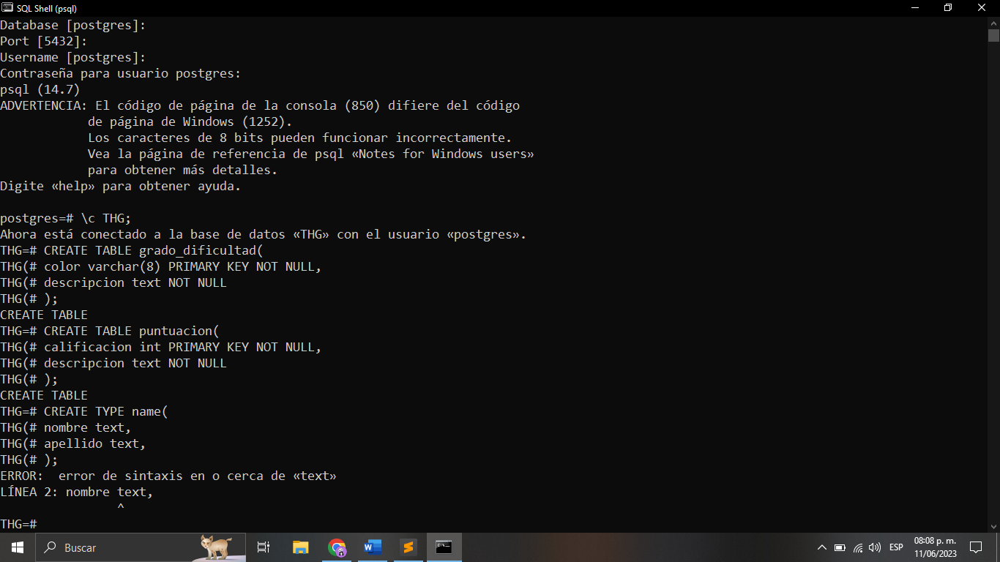 SQL Shell (psql)
Database [postgres]:
Port [5432]:
Username [postgres]:
Contraseña para usuario postgres:
psql (14.7)
ADVERTENCIA: El código de página de la consola (850) difiere del código
de página de Windows (1252).
Los caracteres de 8 bits pueden funcionar incorrectamente.
Vea la página de referencia de psql «Notes for Windows users»
para obtener más detalles.
Digite «help» para obtener ayuda.
postgres=# \c THG;
Ahora está conectado a la base de datos «THG» con el usuario «postgres».
THG=# CREATE TABLE grado_dificultad(
THG(# color varchar(8) PRIMARY KEY NOT NULL,
THG(# descripcion text NOT NULL
THG(# );
CREATE TABLE
THG=# CREATE TABLE puntuacion(
THG(# calificacion int PRIMARY KEY NOT NULL,
THG(# descripcion text NOT NULL
THG(# );
CREATE TABLE
THG=# CREATE TYPE name(
THG(# nombre text,
THG(# apellido text,
THG(# );
ERROR:  error de sintaxis en o cerca de «text»
LÍNEA 2: nombre text,
^
THG=#
Buscar
ESP
08:08 p. m.
11/06/2023